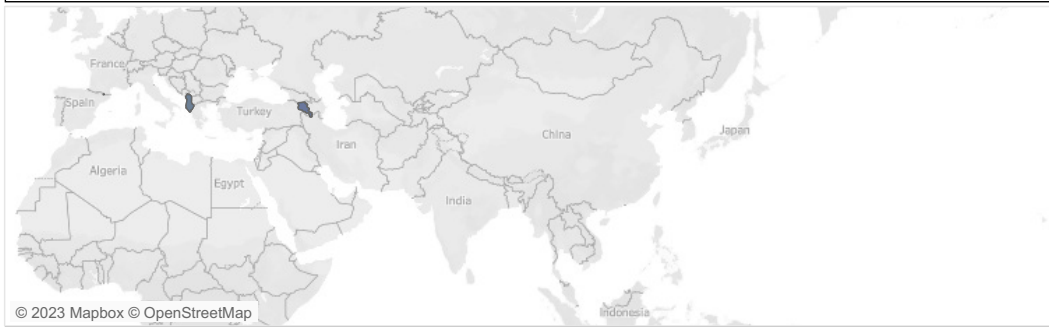 France
Spain
Turkey
Iran
China
Japan
Algeria
Egypt
India
Indonesia
© 2023 Mapbox © OpenStreetMap